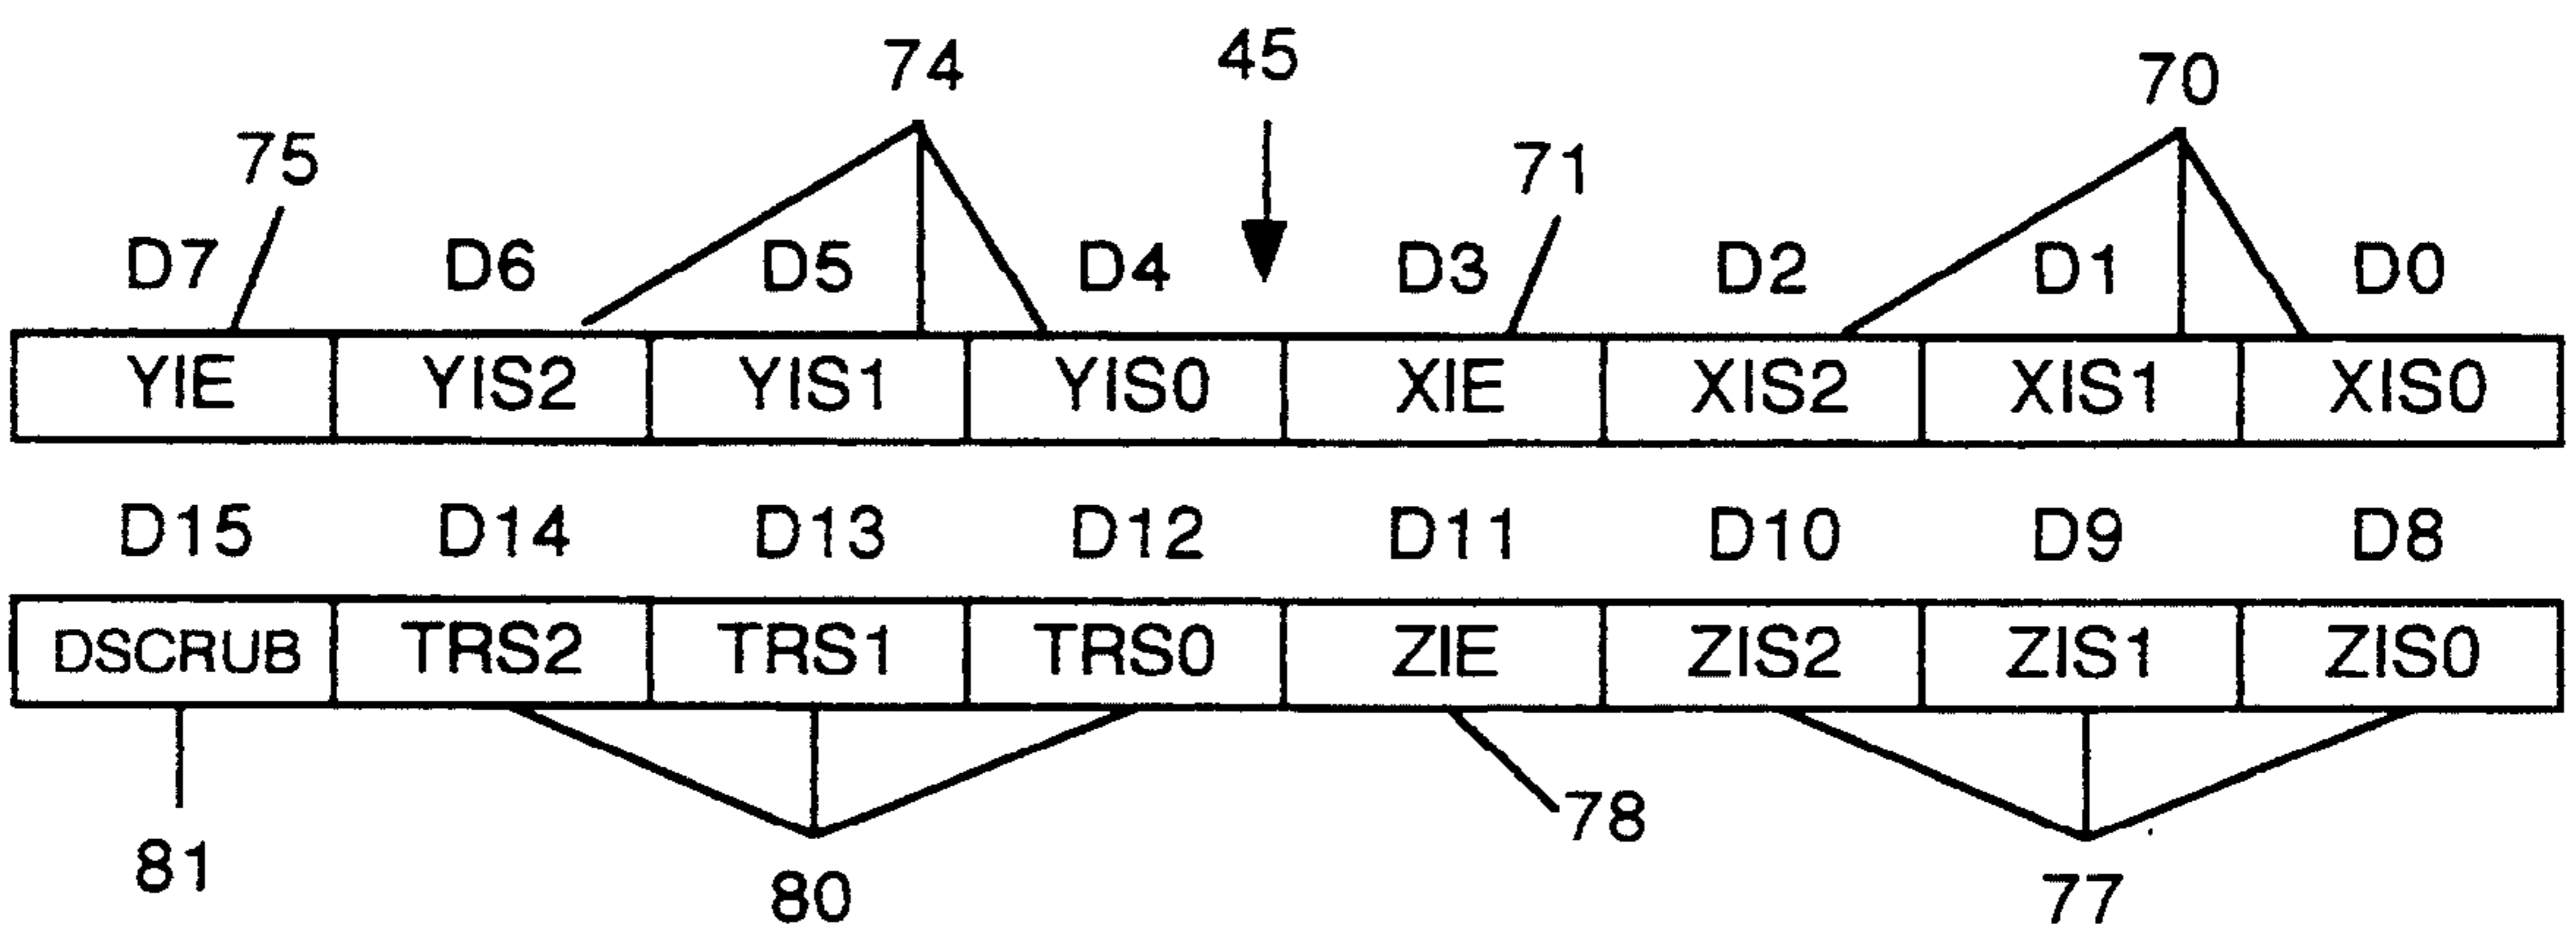 74 45 70
75 71
D7 D6 D5 D4 D3 D2 D1 D0
YIE YIS2 YIS1 YIS0 XIE XIS2 XIS1 XIS0
D15 D14 D13 D12 D11 D10 D9 D8
DSCRUB TRS2 TRS1 TRS0 ZIE ZIS2 ZIS1 ZIS0
81 80 78 77